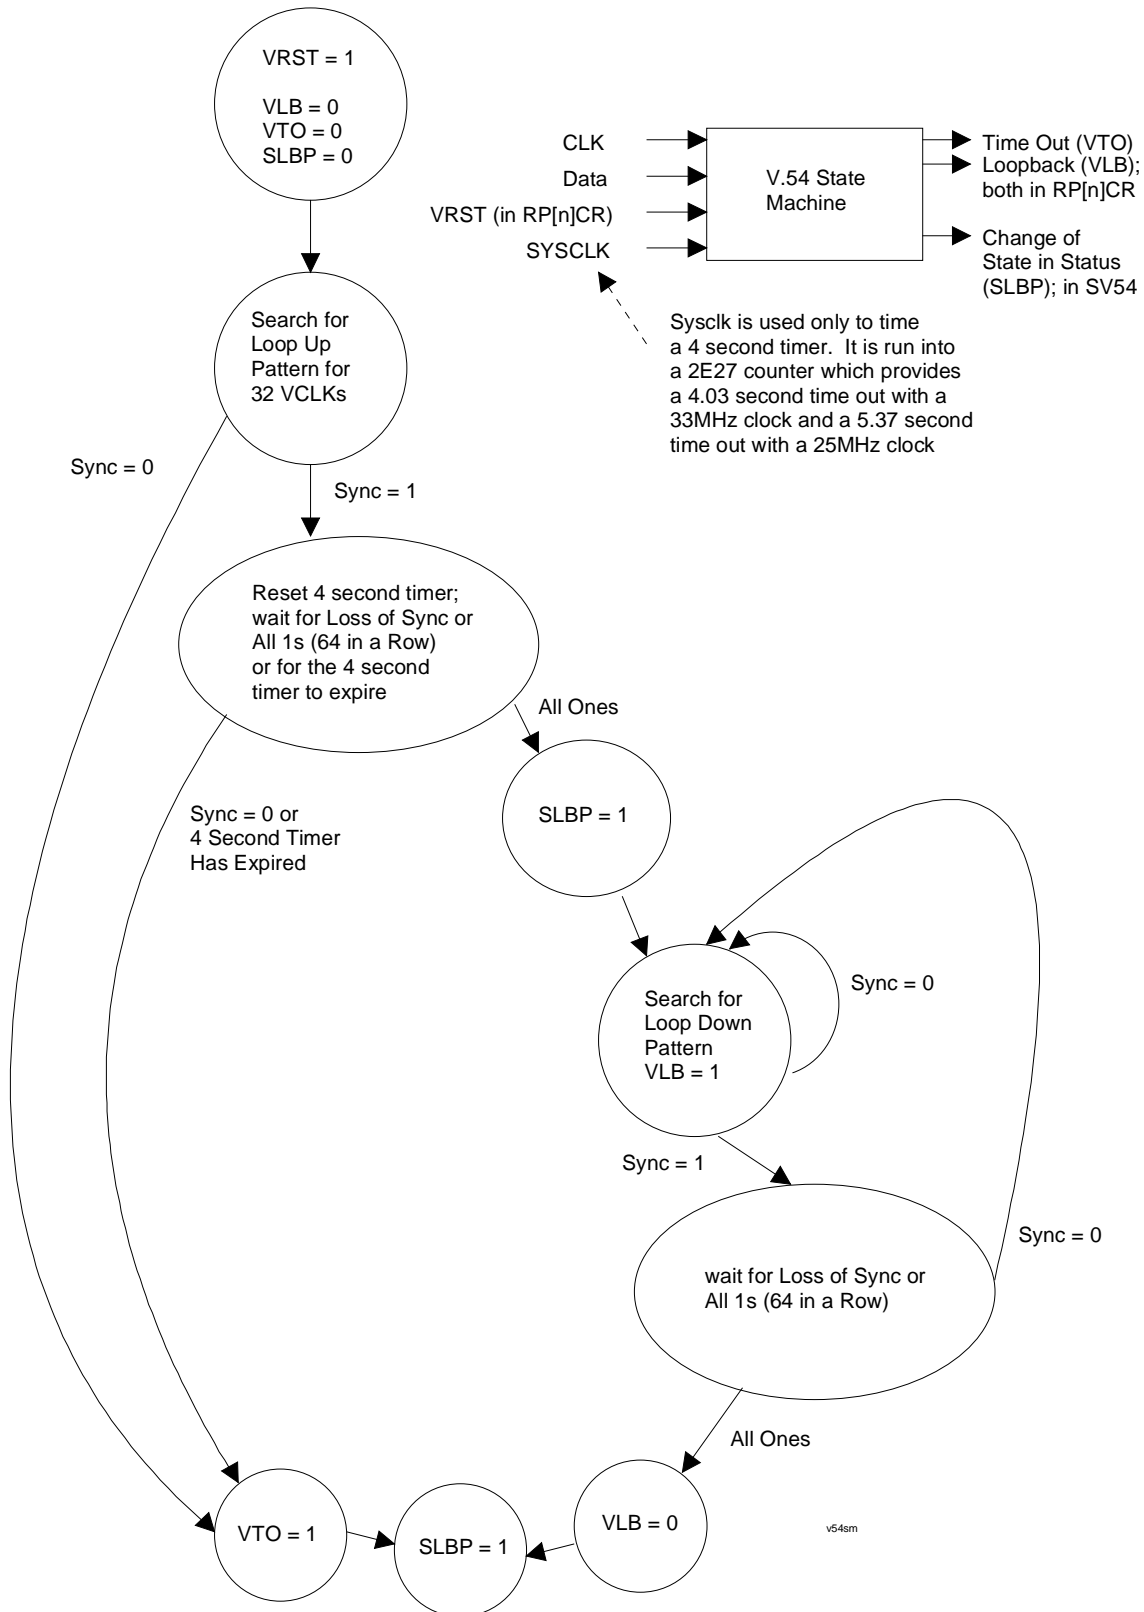 VRST = 1
VLB = 0
VTO = 0
SLBP = 0
CLK
Data
VRST (in RP[n]CR)
SYSCLK
V.54 State
Machine
Time Out (VTO)
Loopback (VLB);
both in RP[n]CR
Change of
State in Status
(SLBP); in SV54
Sysclk is used only to time
a 4 second timer. It is run into
a 2E27 counter which provides
a 4.03 second time out with a
33MHz clock and a 5.37 second
time out with a 25MHz clock
Search for
Loop Up
Pattern for
32 VCLKs
Sync = 0
Sync = 1
Reset 4 second timer;
wait for Loss of Sync or
All 1s (64 in a Row)
or for the 4 second
timer to expire
All Ones
Sync = 0 or
4 Second Timer
Has Expired
SLBP = 1
Search for
Loop Down
Pattern
VLB = 1
Sync = 0
Sync = 1
wait for Loss of Sync or
All 1s (64 in a Row)
Sync = 0
All Ones
VTO = 1
SLBP = 1
VLB = 0
v54sm